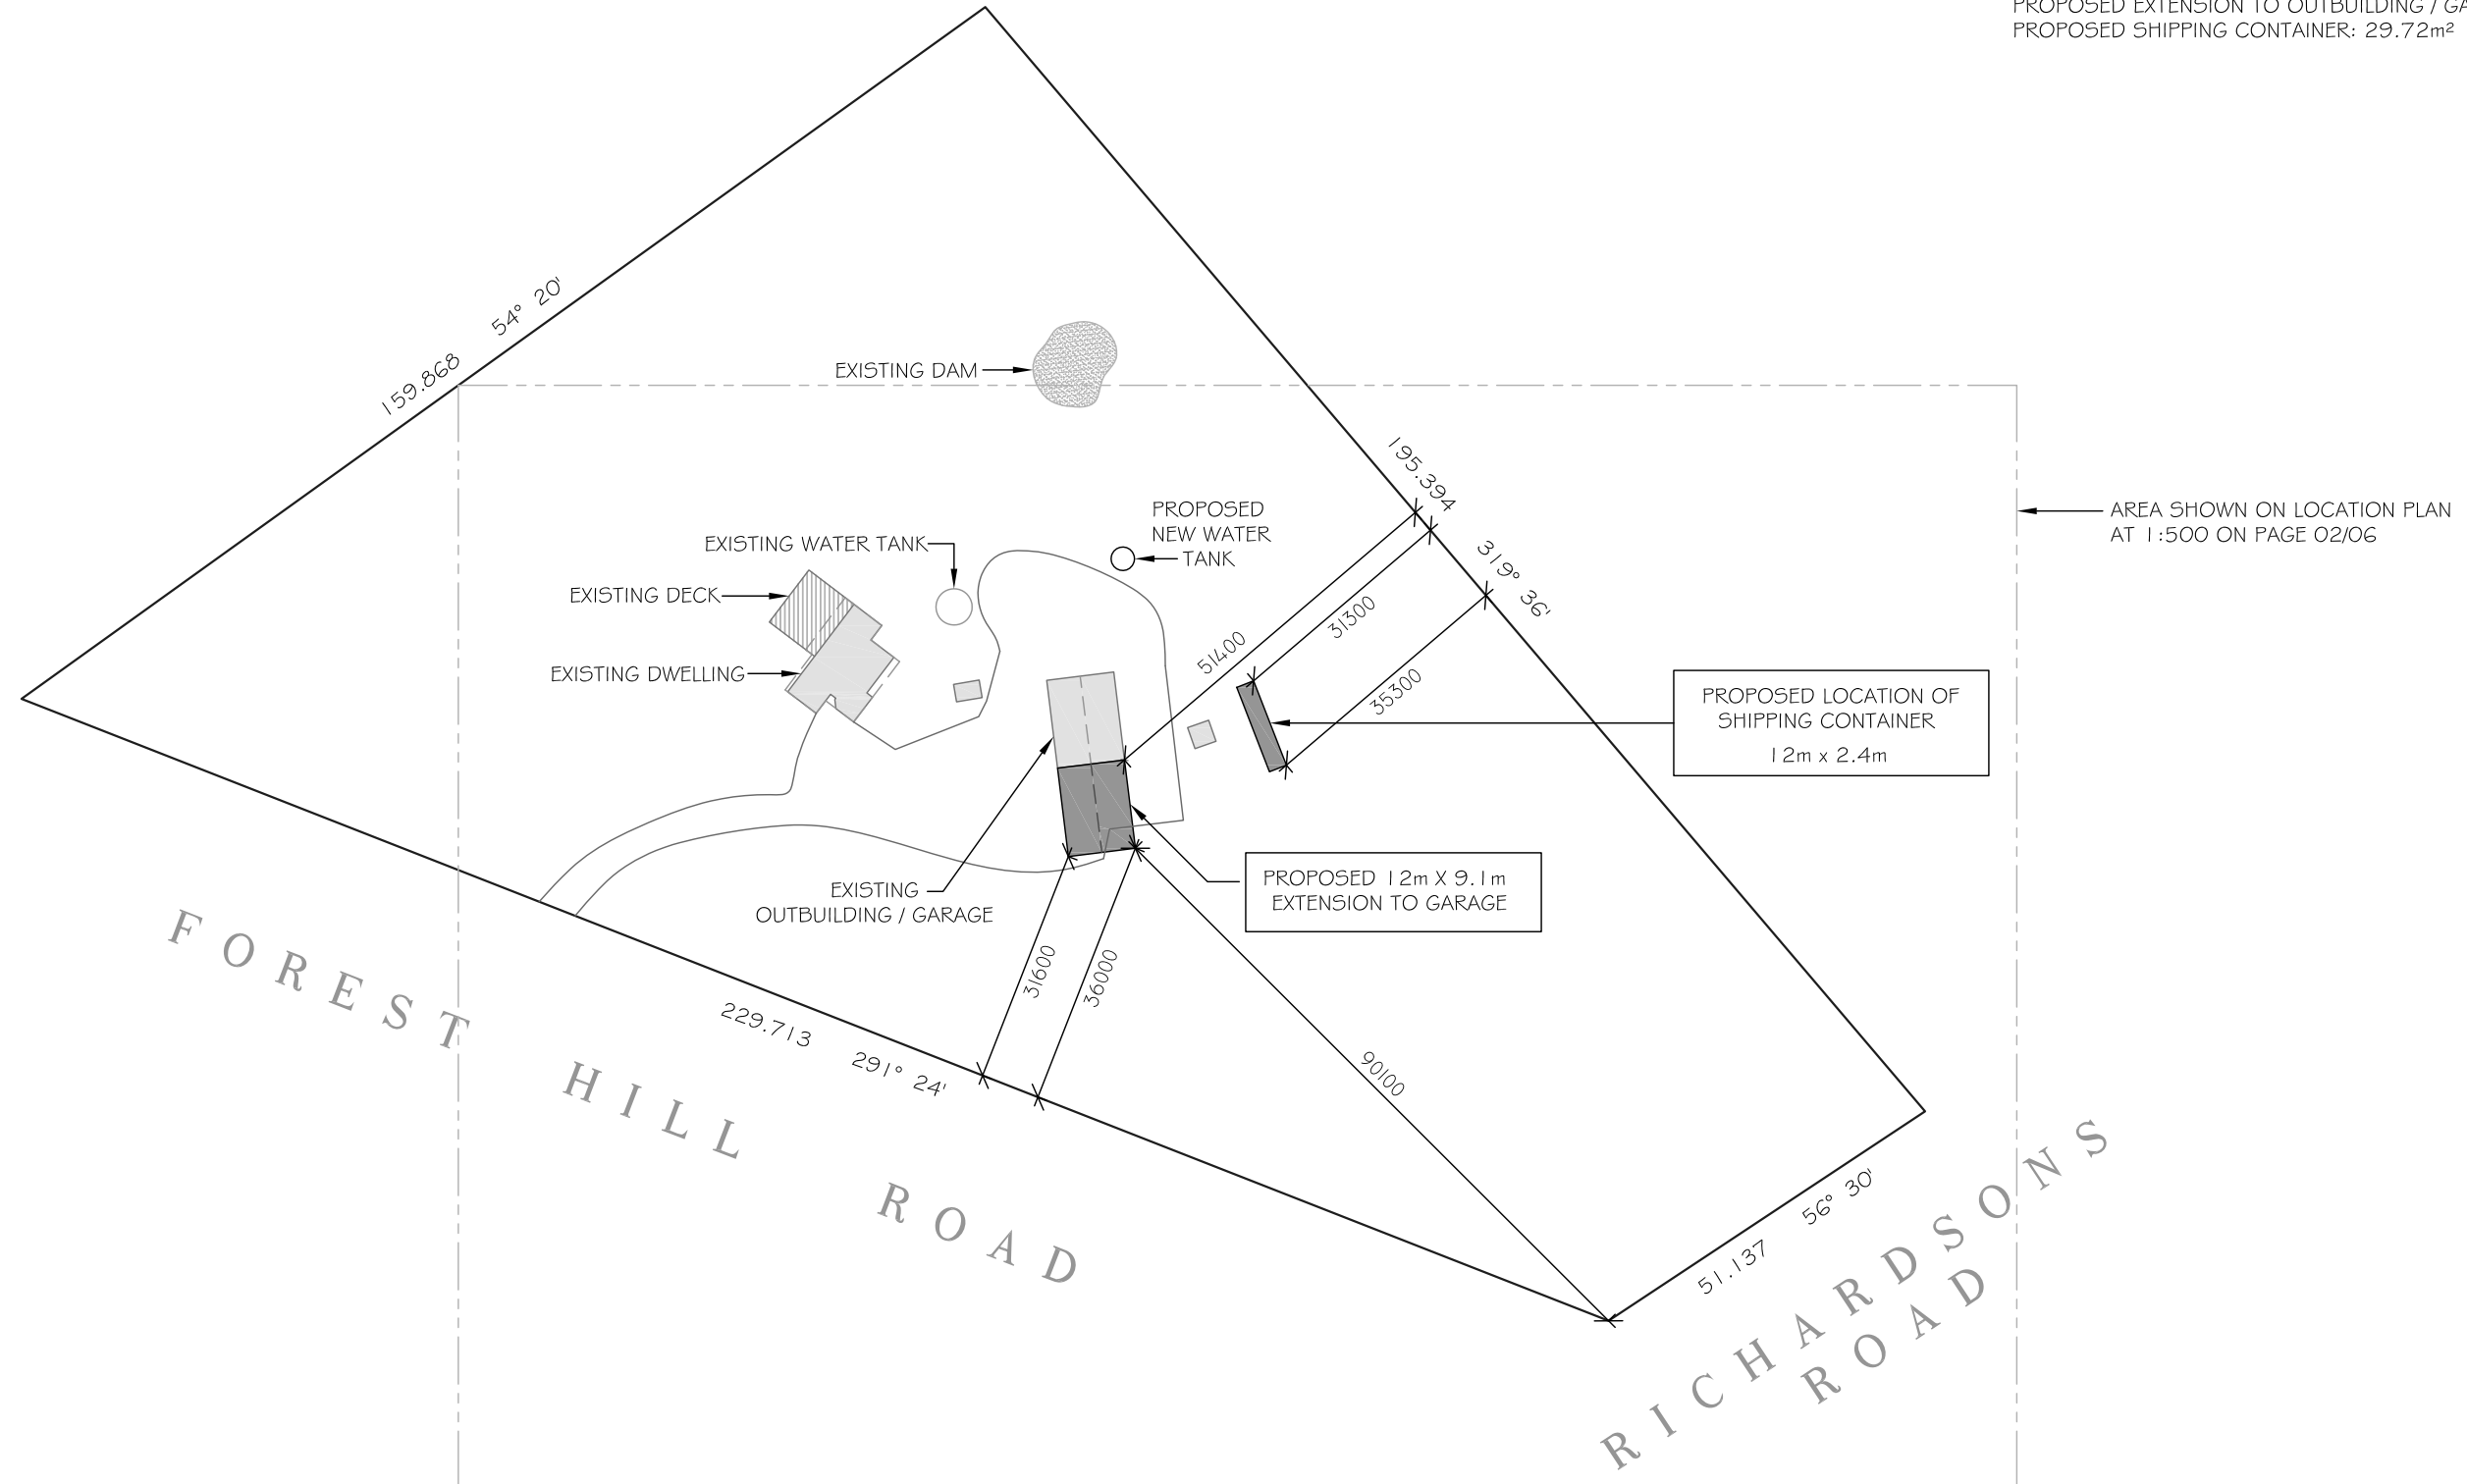 PROPOSED EXTENSION TO OUTBUILDING / GA
PROPOSED SHIPPING CONTAINER: 29.72m²
54° 20'
159.868
EXISTING DAM
195.394
319° 36'
AREA SHOWN ON LOCATION PLAN
AT 1:500 ON PAGE 02/06
PROPOSED
NEW WATER
TANK
EXISTING WATER TANK
EXISTING DECK
EXISTING DWELLING
51400
31300
35300
PROPOSED LOCATION OF
SHIPPING CONTAINER
12m x 2.4m
PROPOSED 12m X 9.1m
EXTENSION TO GARAGE
EXISTING
OUTBUILDING / GARAGE
31600
36000
90100
229.713
291° 24'
FOREST HILL ROAD
56° 30'
51.137
RICHARDSONS
ROAD